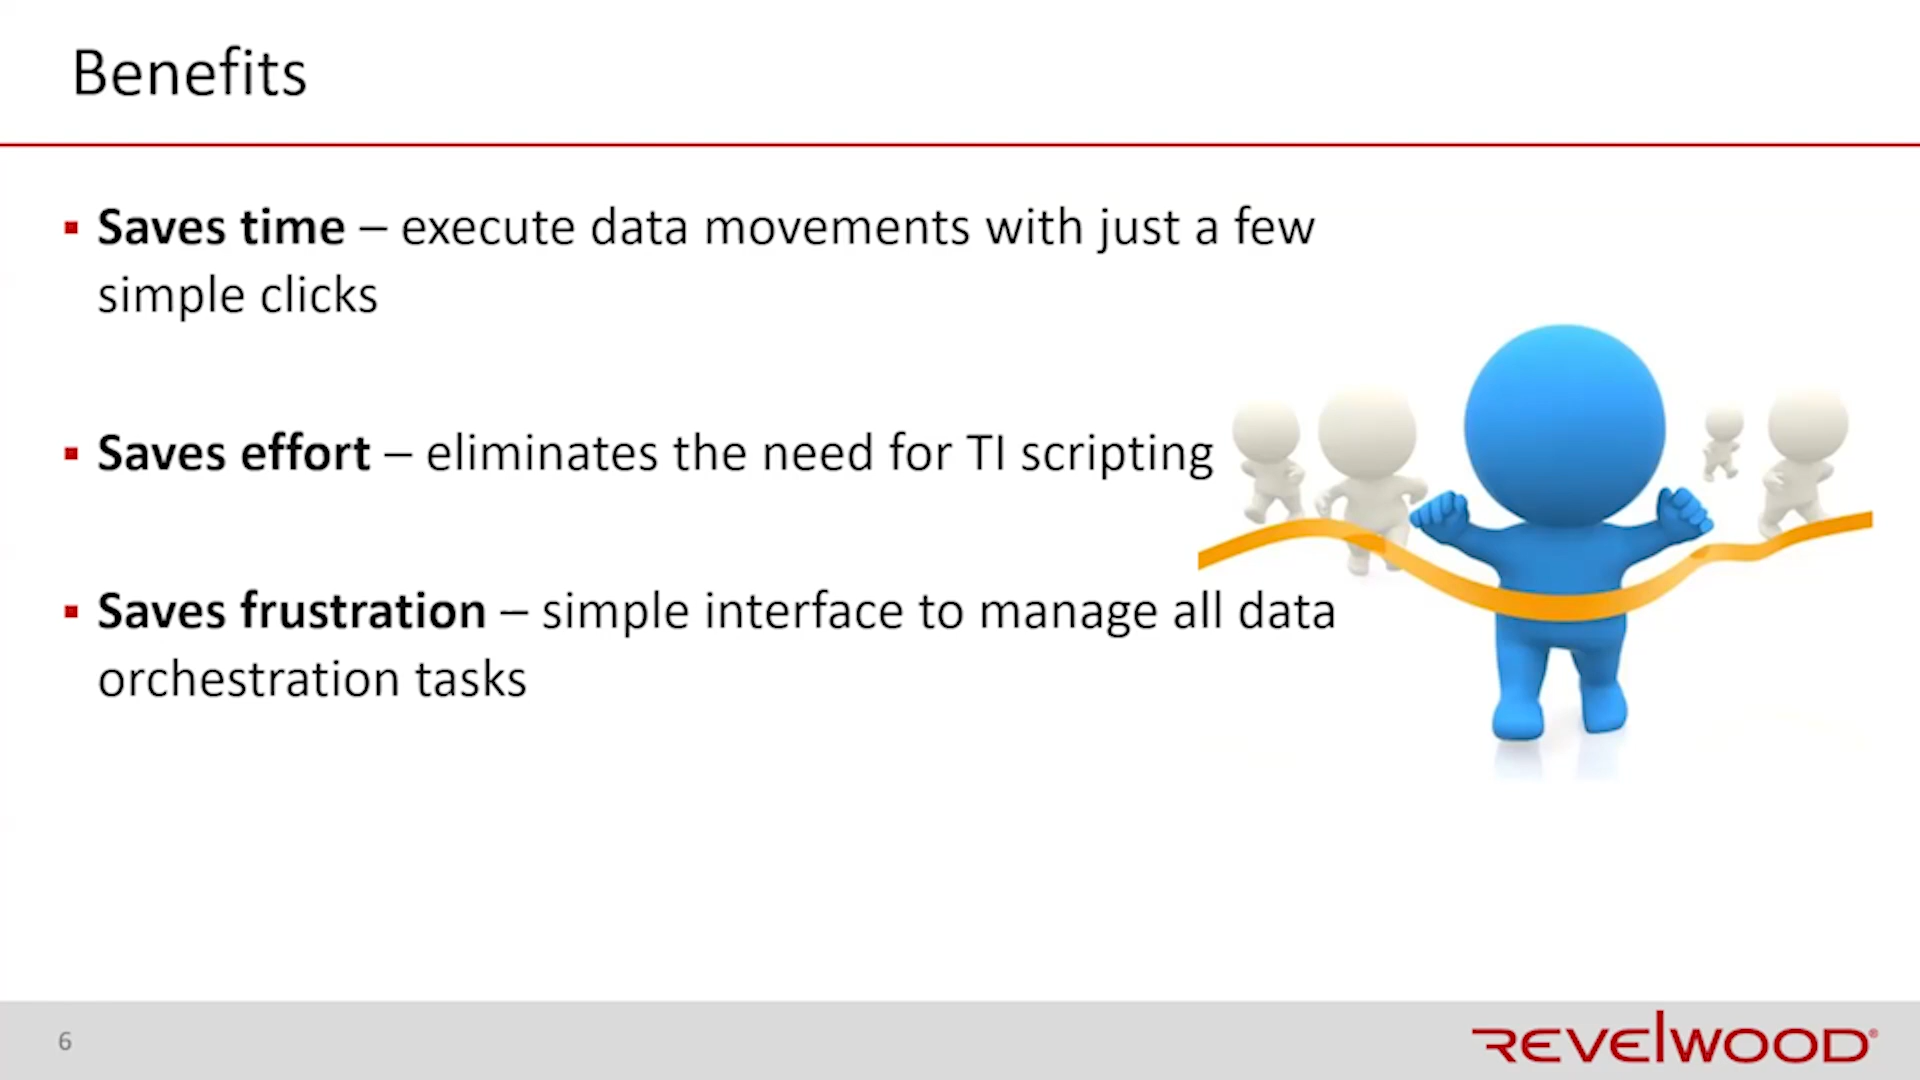 Benefits
▪ Saves time – execute data movements with just a few
simple clicks
▪ Saves effort – eliminates the need for TI scripting
▪ Saves frustration – simple interface to manage all data
orchestration tasks
6
REVELWOOD®